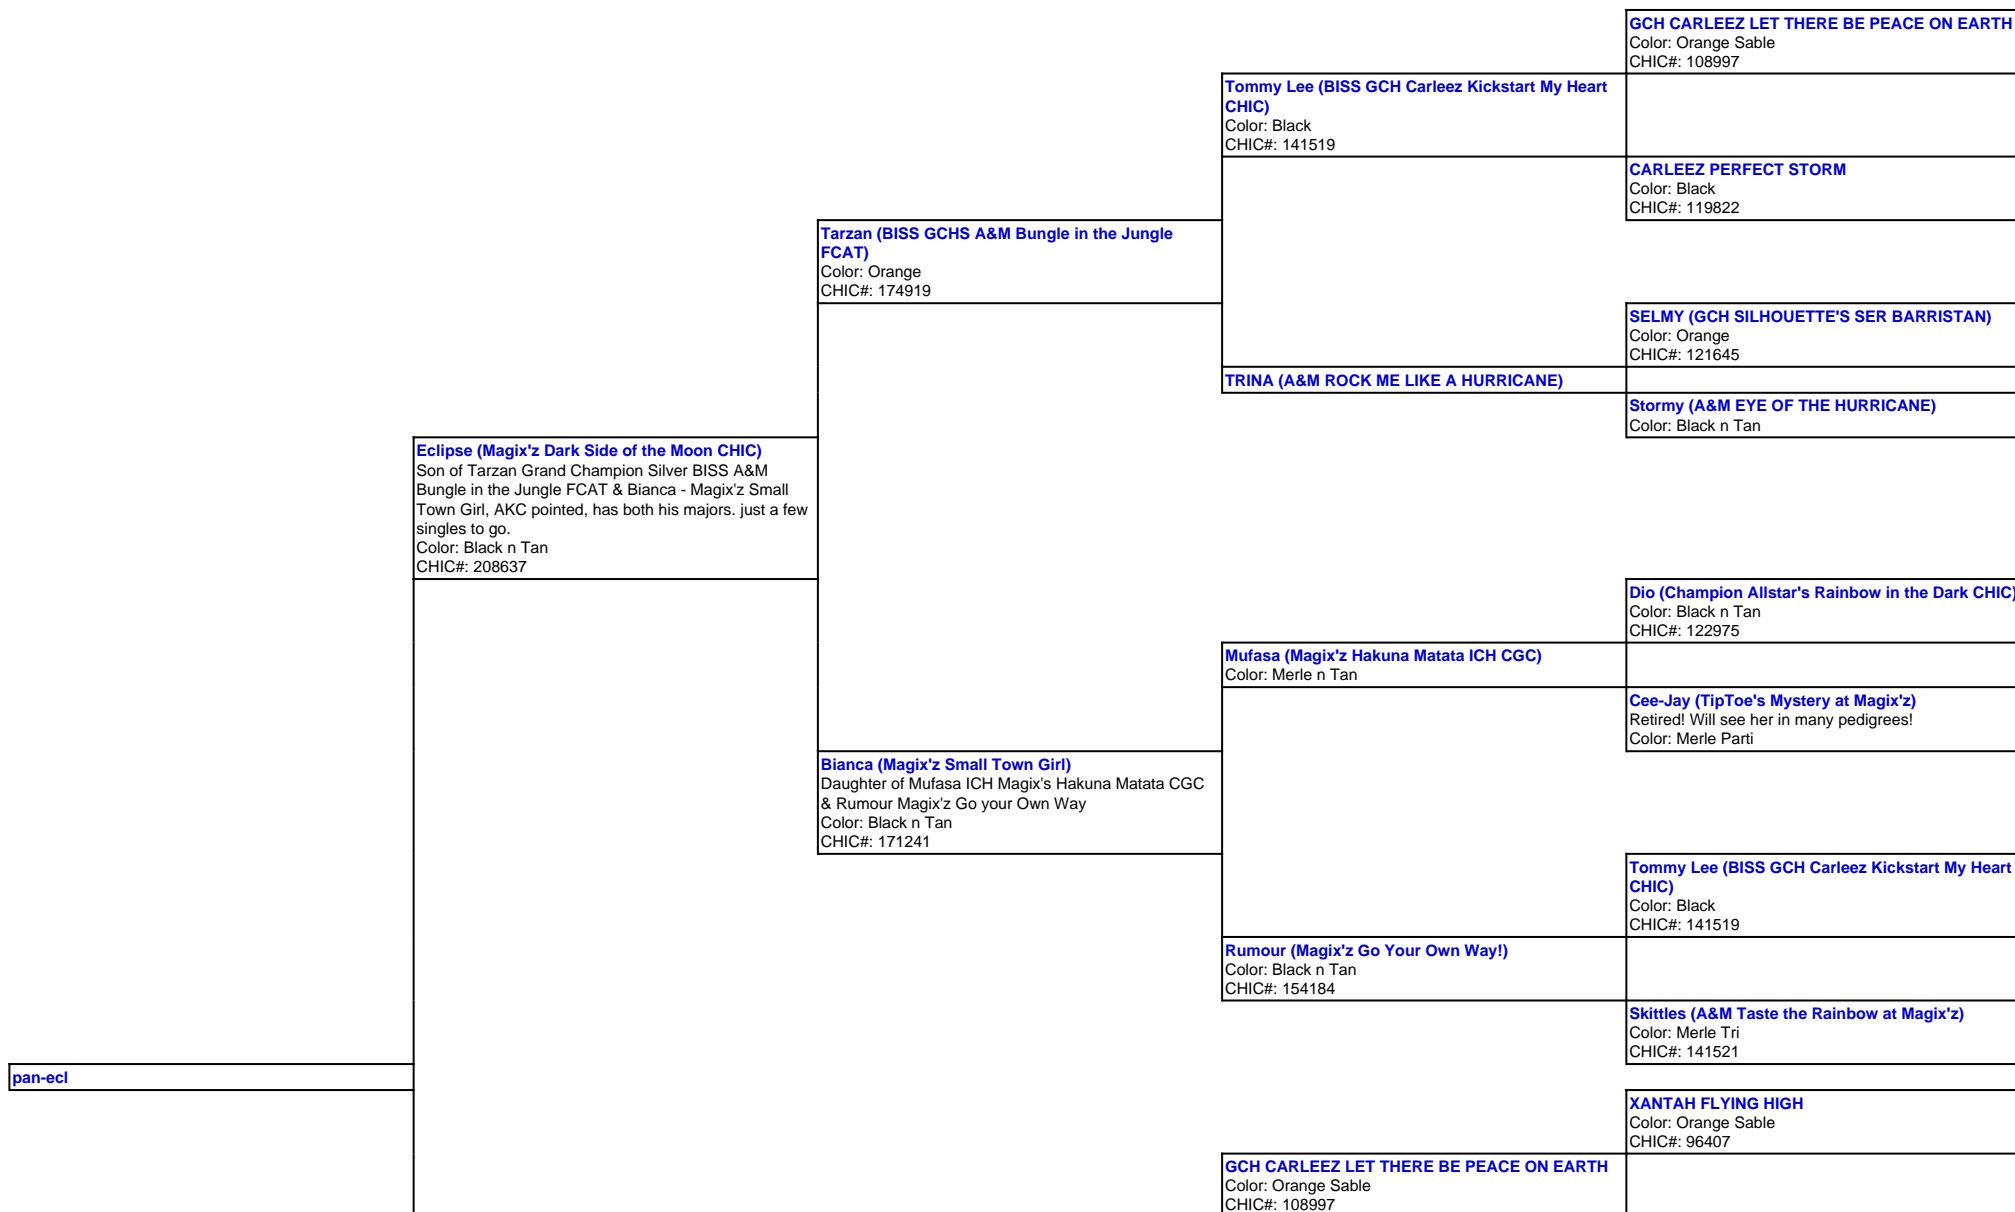 GCH CARLEEZ LET THERE BE PEACE ON EARTH
Color: Orange Sable
CHIC#: 108997
Tommy Lee (BISS GCH Carleez Kickstart My Heart
CHIC)
Color: Black
CHIC#: 141519
CARLEEZ PERFECT STORM
Color: Black
CHIC#: 119822
Tarzan (BISS GCHS A&M Bungle in the Jungle
FCAT)
Color: Orange
CHIC#: 174919
SELMY (GCH SILHOUETTE'S SER BARRISTAN)
Color: Orange
CHIC#: 121645
TRINA (A&M ROCK ME LIKE A HURRICANE)
Stormy (A&M EYE OF THE HURRICANE)
Color: Black n Tan
Eclipse (Magix'z Dark Side of the Moon CHIC)
Son of Tarzan Grand Champion Silver BISS A&M
Bungle in the Jungle FCAT & Bianca - Magix'z Small
Town Girl, AKC pointed, has both his majors. just a few
singles to go.
Color: Black n Tan
CHIC#: 208637
Dio (Champion Allstar's Rainbow in the Dark CHIC)
Color: Black n Tan
CHIC#: 122975
Mufasa (Magix'z Hakuna Matata ICH CGC)
Color: Merle n Tan
Cee-Jay (TipToe's Mystery at Magix'z)
Retired! Will see her in many pedigrees!
Color: Merle Parti
Bianca (Magix'z Small Town Girl)
Daughter of Mufasa ICH Magix's Hakuna Matata CGC
& Rumour Magix'z Go your Own Way
Color: Black n Tan
CHIC#: 171241
Tommy Lee (BISS GCH Carleez Kickstart My Heart
CHIC)
Color: Black
CHIC#: 141519
Rumour (Magix'z Go Your Own Way!)
Color: Black n Tan
CHIC#: 154184
Skittles (A&M Taste the Rainbow at Magix'z)
Color: Merle Tri
CHIC#: 141521
pan-ecl
XANTAH FLYING HIGH
Color: Orange Sable
CHIC#: 96407
GCH CARLEEZ LET THERE BE PEACE ON EARTH
Color: Orange Sable
CHIC#: 108997